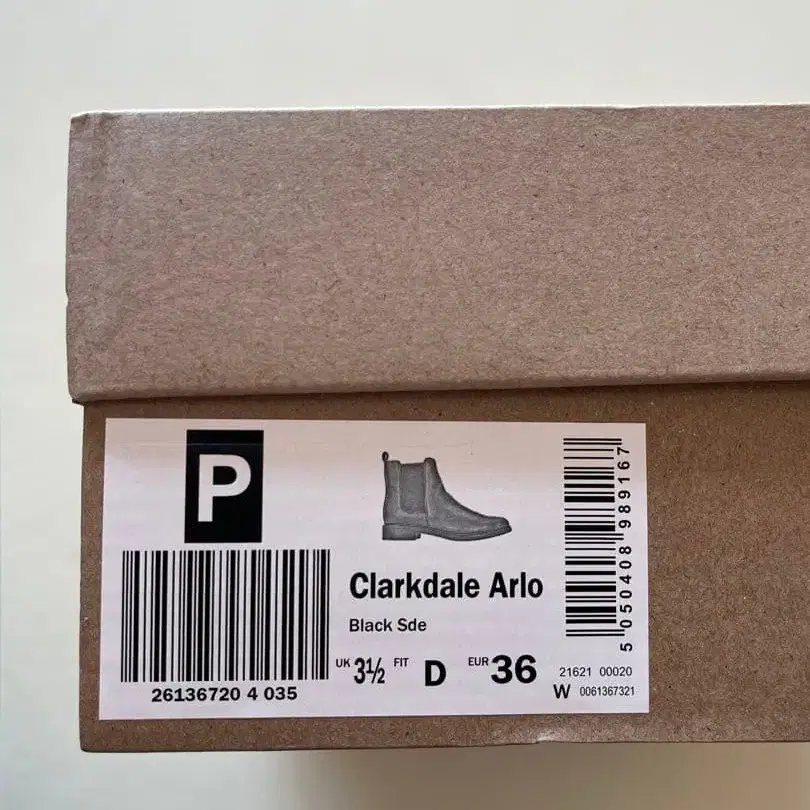 P
26136720 4 035
Clarkdale Arlo
Black Sde
UK 3½ FIT D EUR 36
5 050408 989167
21621 00020
W 0061367321